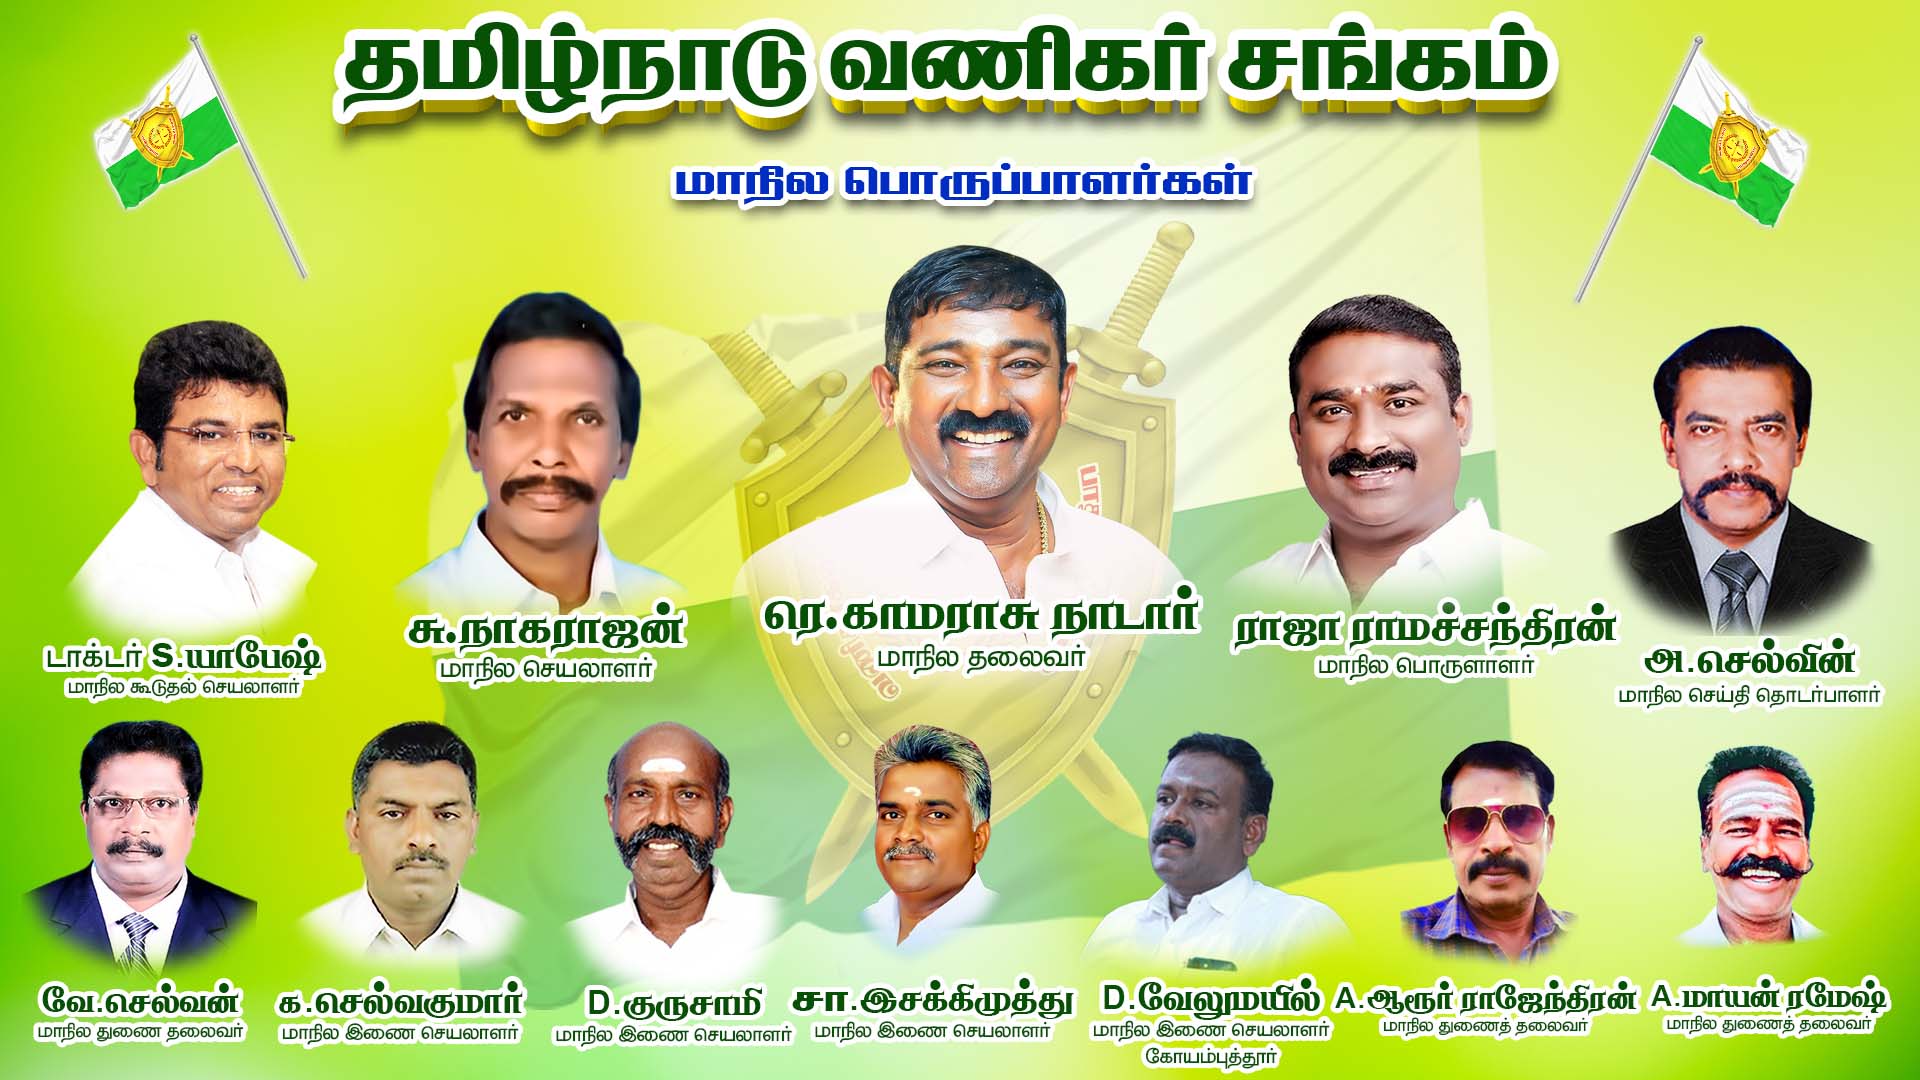 தமிழ்நாடு வணிகர் சங்கம்
மாநில பொருப்பாளர்கள்
டாக்டர் S.யாபேஷ்
மாநில கூடுதல் செயலாளர்
சு.நாகராஜன்
மாநில செயலாளர்
ரெ.காமராசு நாடார்
மாநில தலைவர்
ராஜா ராமச்சந்திரன்
மாநில பொருளாளர்
அ.செல்வின்
மாநில செய்தி தொடர்பாளர்
வே.செல்வன்
மாநில துணை தலைவர்
க.செல்வகுமார்
மாநில இணை செயலாளர்
D.குருசாமி
மாநில இணை செயலாளர்
சா.இசக்கிமுத்து
மாநில இணை செயலாளர்
D.வேலுமயில்
மாநில இணை செயலாளர்
கோயம்புத்தூர்
A.ஆரூர் ராஜேந்திரன்
மாநில துணைத் தலைவர்
A.மாயன் ரமேஷ்
மாநில துணைத் தலைவர்